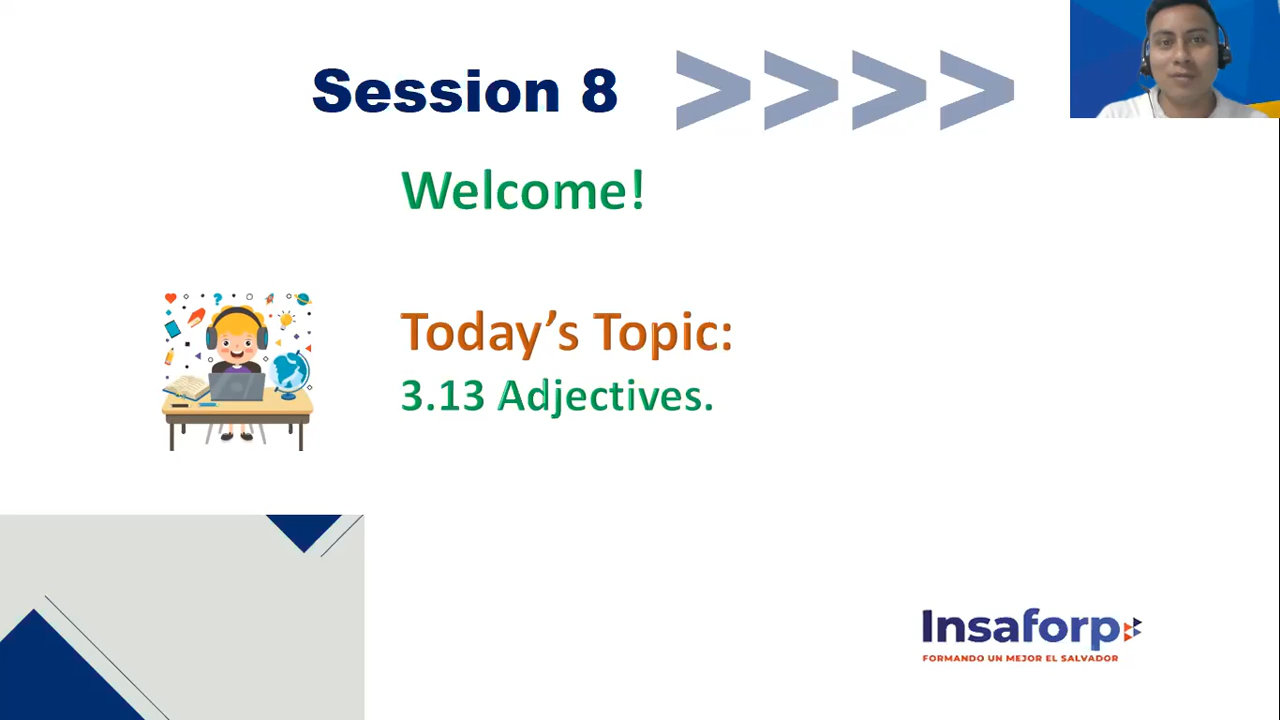 Session 8 >>>>
Welcome!
Today's Topic:
3.13 Adjectives.
Insaforp
FORMANDO UN MEJOR EL SALVADOR